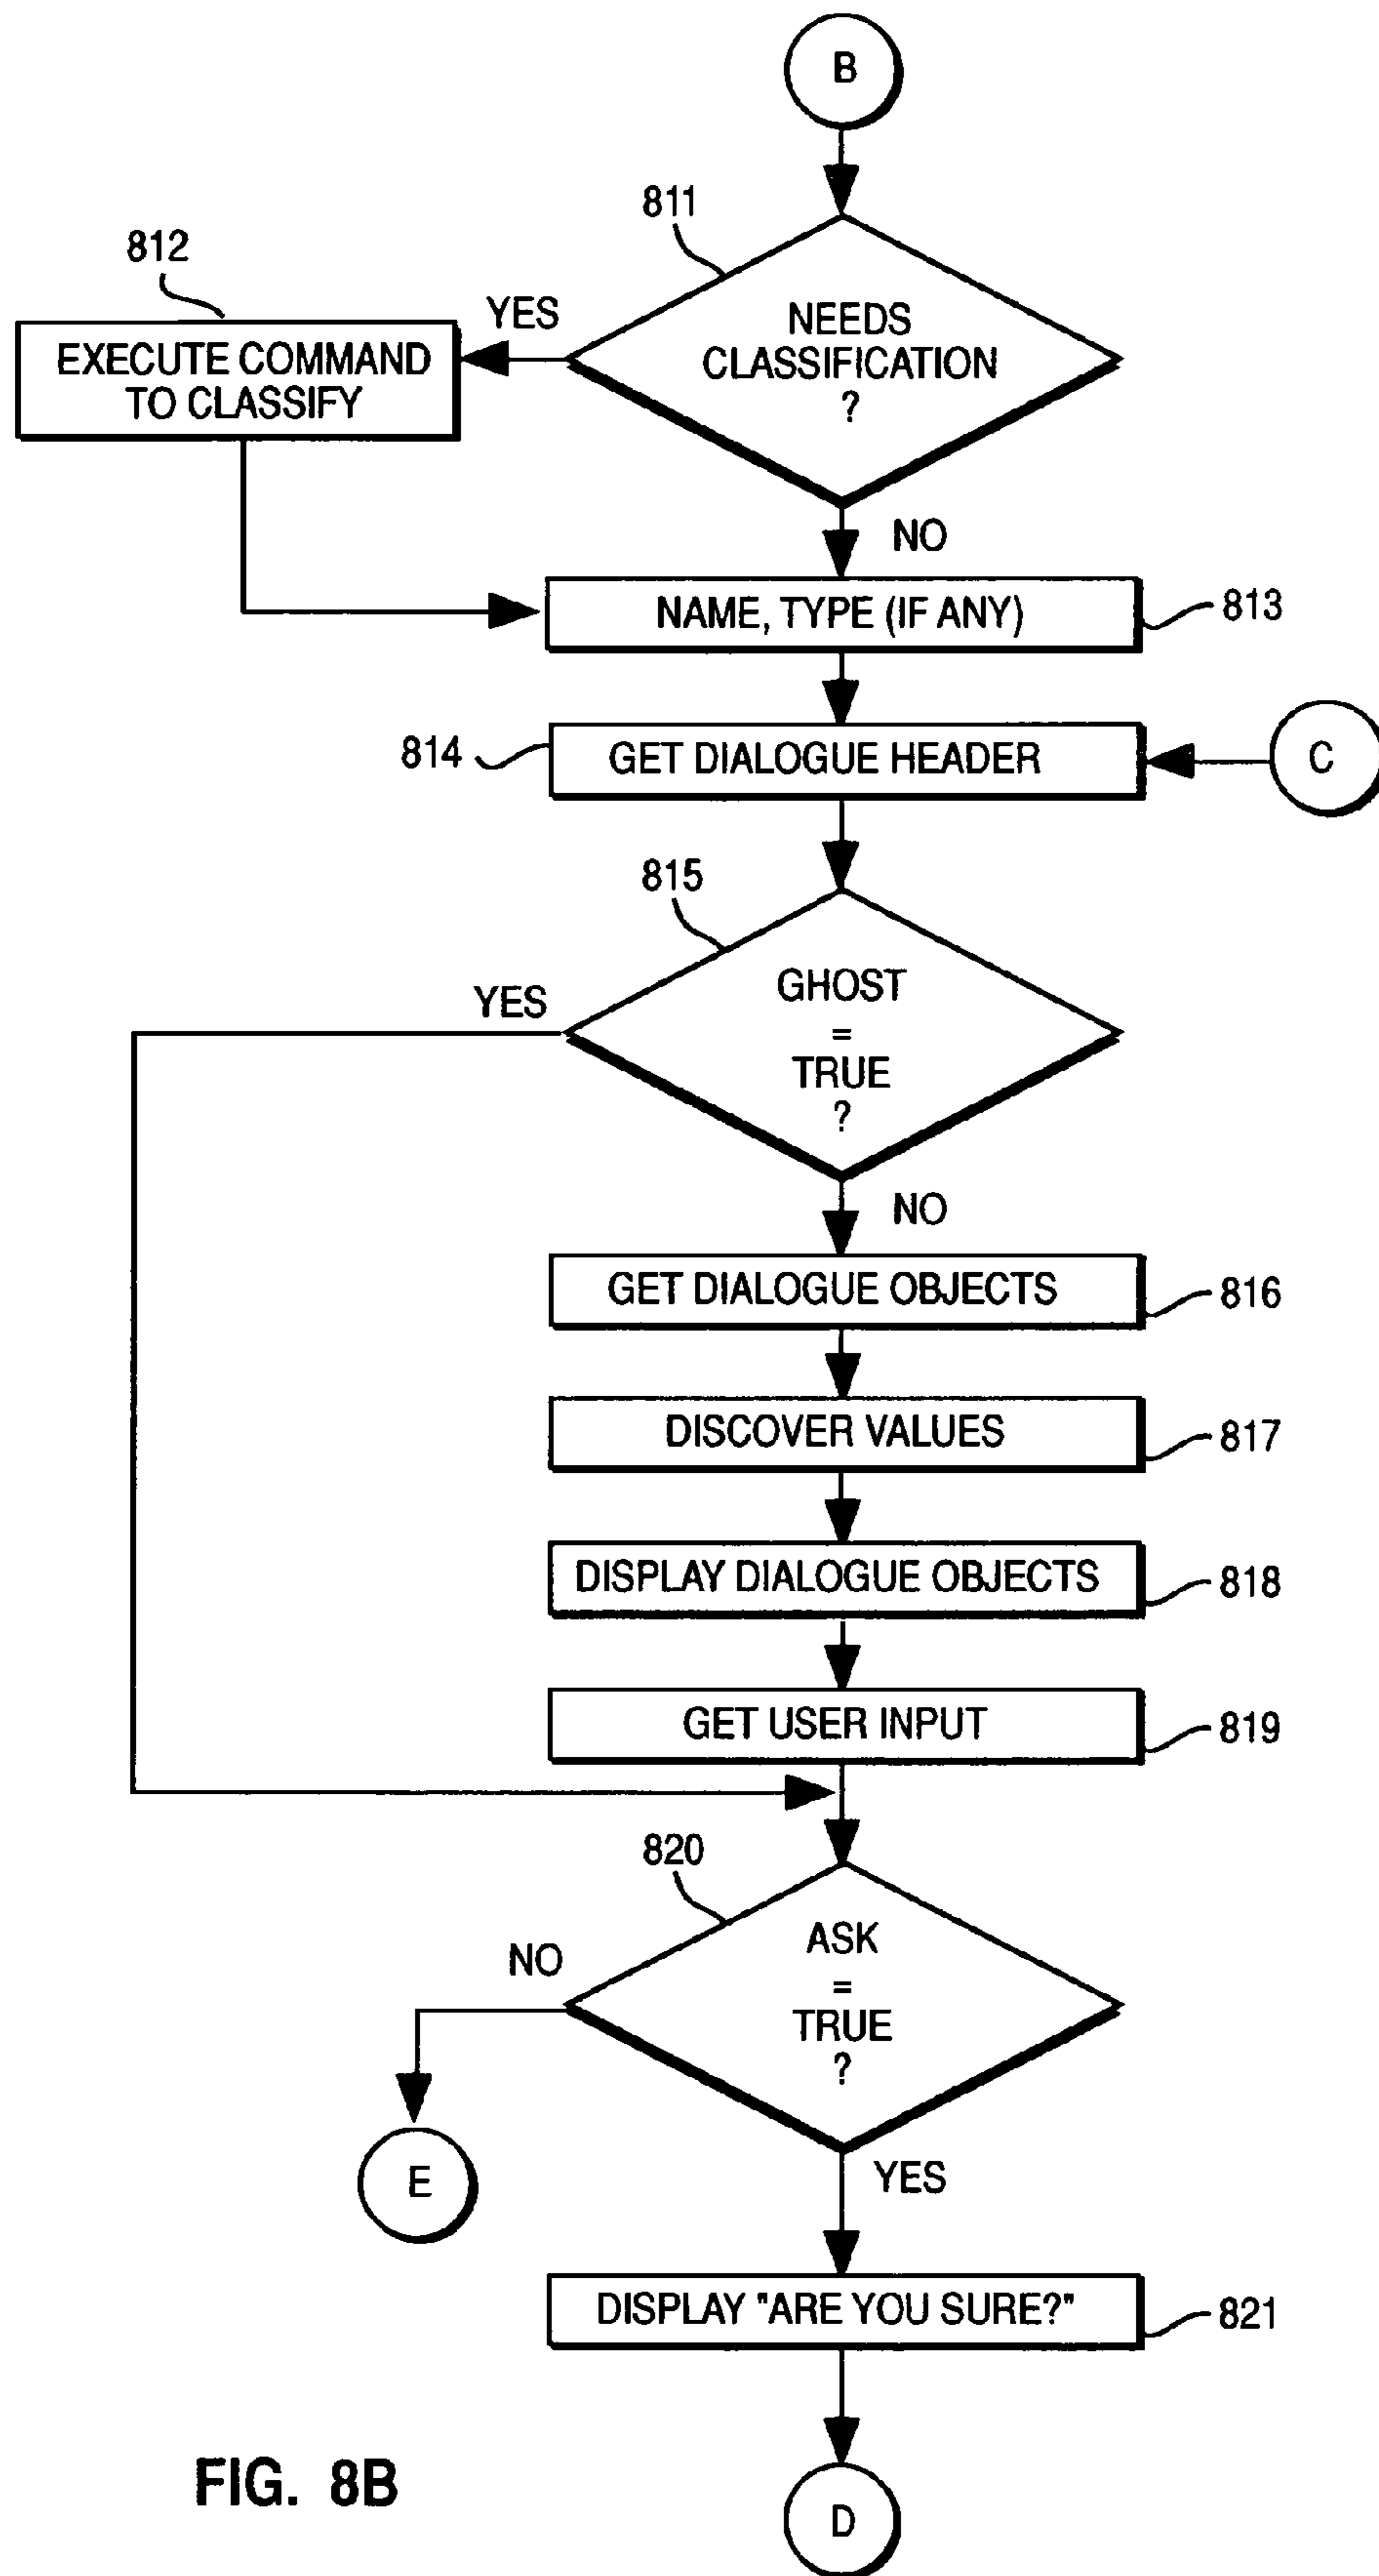 B
811
812
YES
NEEDS
CLASSIFICATION
?
EXECUTE COMMAND
TO CLASSIFY
NO
NAME, TYPE (IF ANY)
813
814
GET DIALOGUE HEADER
C
815
YES
GHOST
=
TRUE
?
NO
GET DIALOGUE OBJECTS
816
DISCOVER VALUES
817
DISPLAY DIALOGUE OBJECTS
818
GET USER INPUT
819
820
NO
ASK
=
TRUE
?
E
YES
DISPLAY "ARE YOU SURE?"
821
FIG. 8B
D